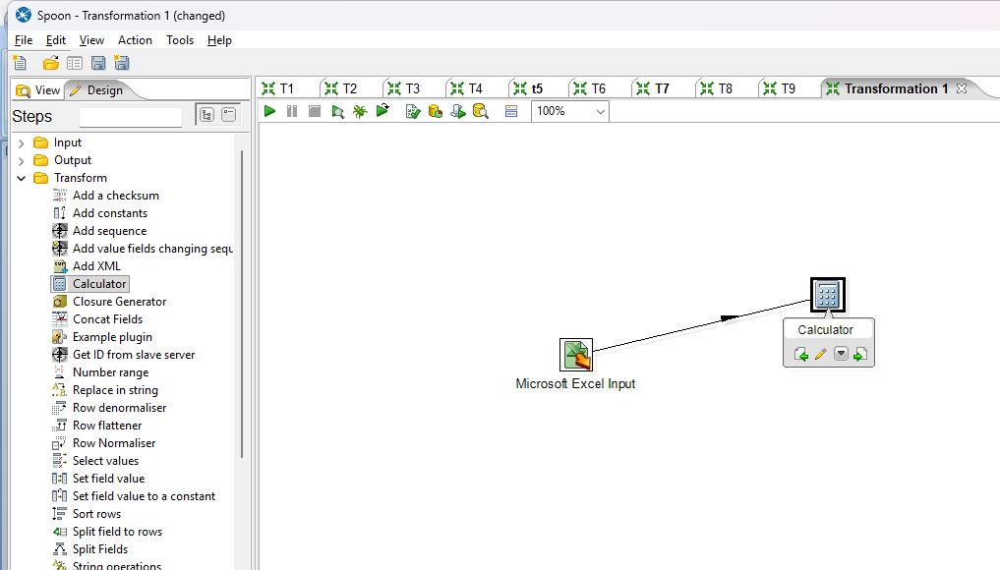 Spoon - Transformation 1 (changed)
File Edit View Action Tools Help
View Design
T1 T2 T3 T4 t5 T6 T7 T8 T9 Transformation 1
Steps
100%
Input
Output
Transform
Add a checksum
Add constants
Add sequence
Add value fields changing sequ
Add XML
Calculator
Closure Generator
Concat Fields
Example plugin
Get ID from slave server
Number range
Replace in string
Row denormaliser
Row flattener
Row Normaliser
Select values
Set field value
Set field value to a constant
Sort rows
Split field to rows
Split Fields
String operations
Calculator
Microsoft Excel Input